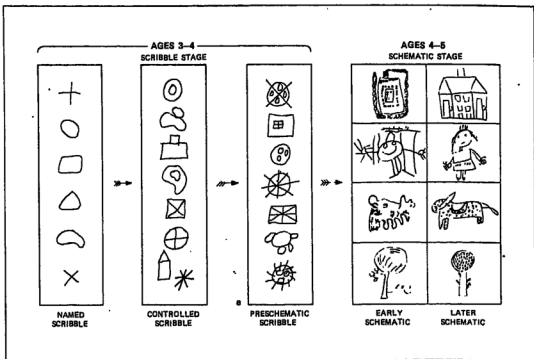 AGES 3–4
SCRIBBLE STAGE
AGES 4–5
SCHEMATIC STAGE
NAMED
SCRIBBLE
CONTROLLED
SCRIBBLE
PRESCHEMATIC
SCRIBBLE
EARLY
SCHEMATIC
LATER
SCHEMATIC